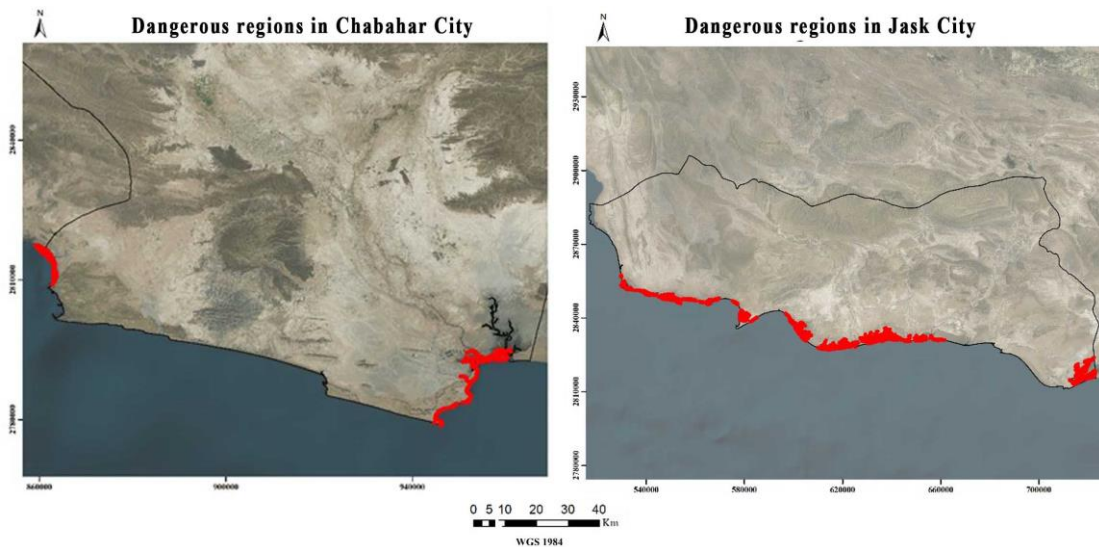 N
Dangerous regions in Chabahar City
2840000
2810000
2780000
860000 900000 940000
N
Dangerous regions in Jask City
2930000
2900000
2870000
2840000
2810000
2780000
540000 580000 620000 660000 700000
0 5 10 20 30 40 Km
WGS 1984